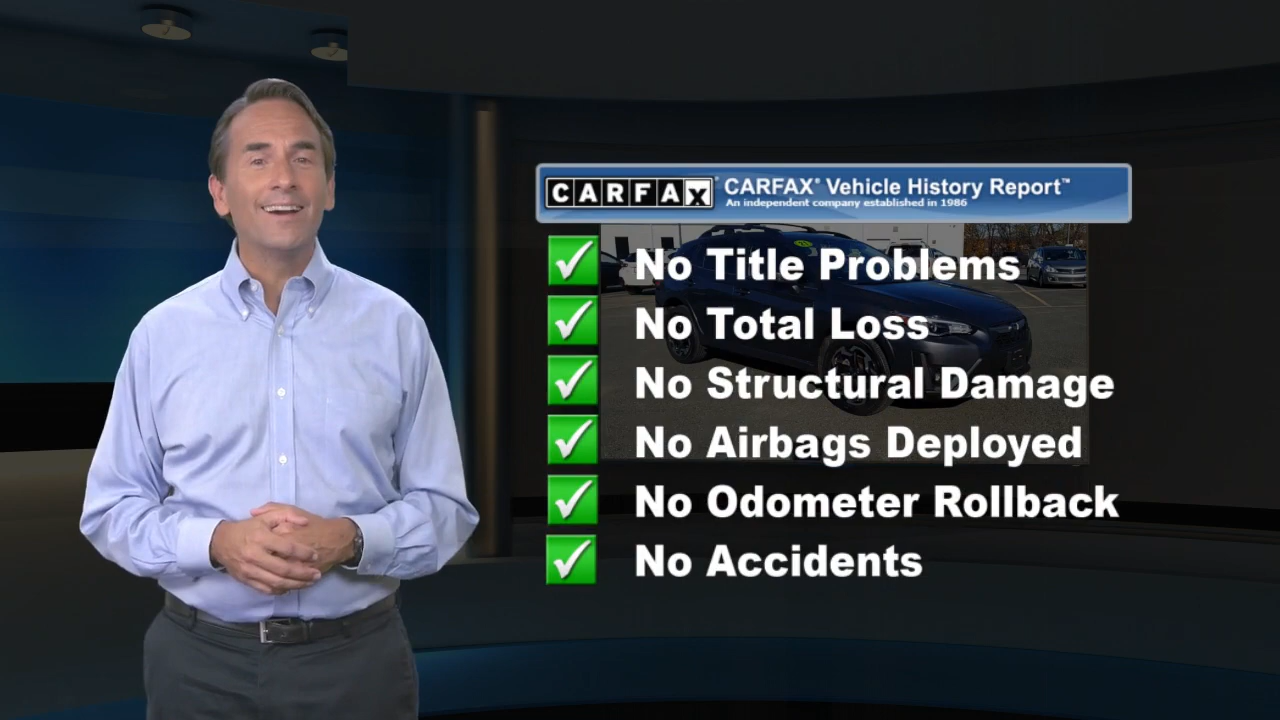 CARFAX
CARFAX® Vehicle History Report™
An independent company established in 1986
No Title Problems
No Total Loss
No Structural Damage
No Airbags Deployed
No Odometer Rollback
No Accidents